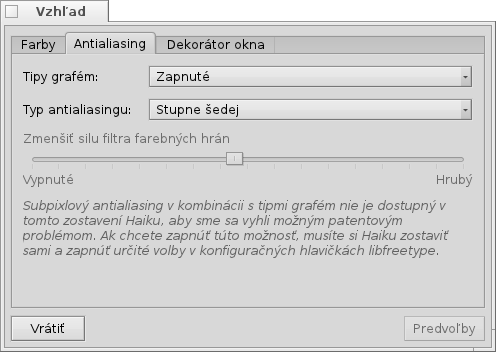 Vzhľad
Farby Antialiasing Dekorátor okna
Tipy grafém: Zapnuté
Typ antialiasingu: Stupne šedej
Zmenšiť silu filtra farebných hrán
Vypnuté Hrubý
Subpixlový antialiasing v kombinácii s tipmi grafém nie je dostupný v
tomto zostavení Haiku, aby sme sa vyhli možným patentovým
problémom. Ak chcete zapnúť túto možnosť, musíte si Haiku zostaviť
sami a zapnúť určité volby v konfiguračných hlavičkách libfreetype.
Vrátiť Predvoľby